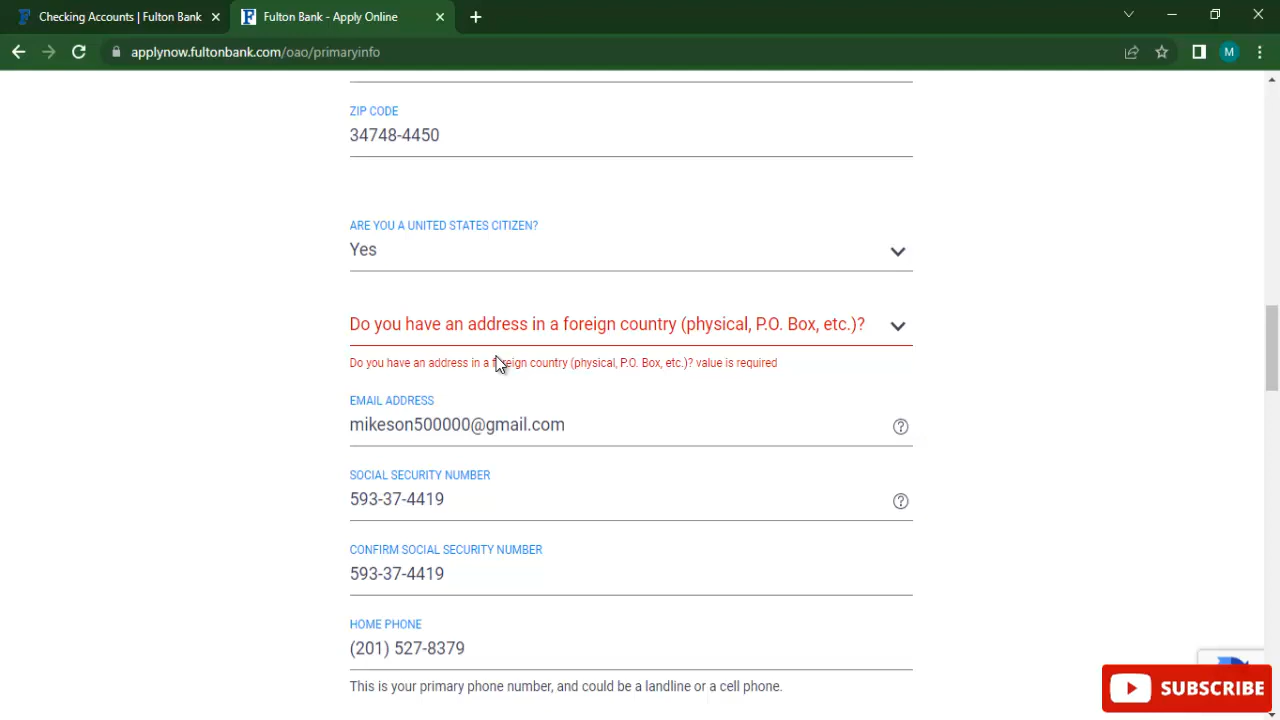 Checking Accounts | Fulton Bank
Fulton Bank - Apply Online
applynow.fultonbank.com/oao/primaryinfo
M
ZIP CODE
34748-4450
ARE YOU A UNITED STATES CITIZEN?
Yes
Do you have an address in a foreign country (physical, P.O. Box, etc.)?
Do you have an address in a foreign country (physical, P.O. Box, etc.)? value is required
EMAIL ADDRESS
mikeson500000@gmail.com
SOCIAL SECURITY NUMBER
593-37-4419
CONFIRM SOCIAL SECURITY NUMBER
593-37-4419
HOME PHONE
(201) 527-8379
This is your primary phone number, and could be a landline or a cell phone.
SUBSCRIBE